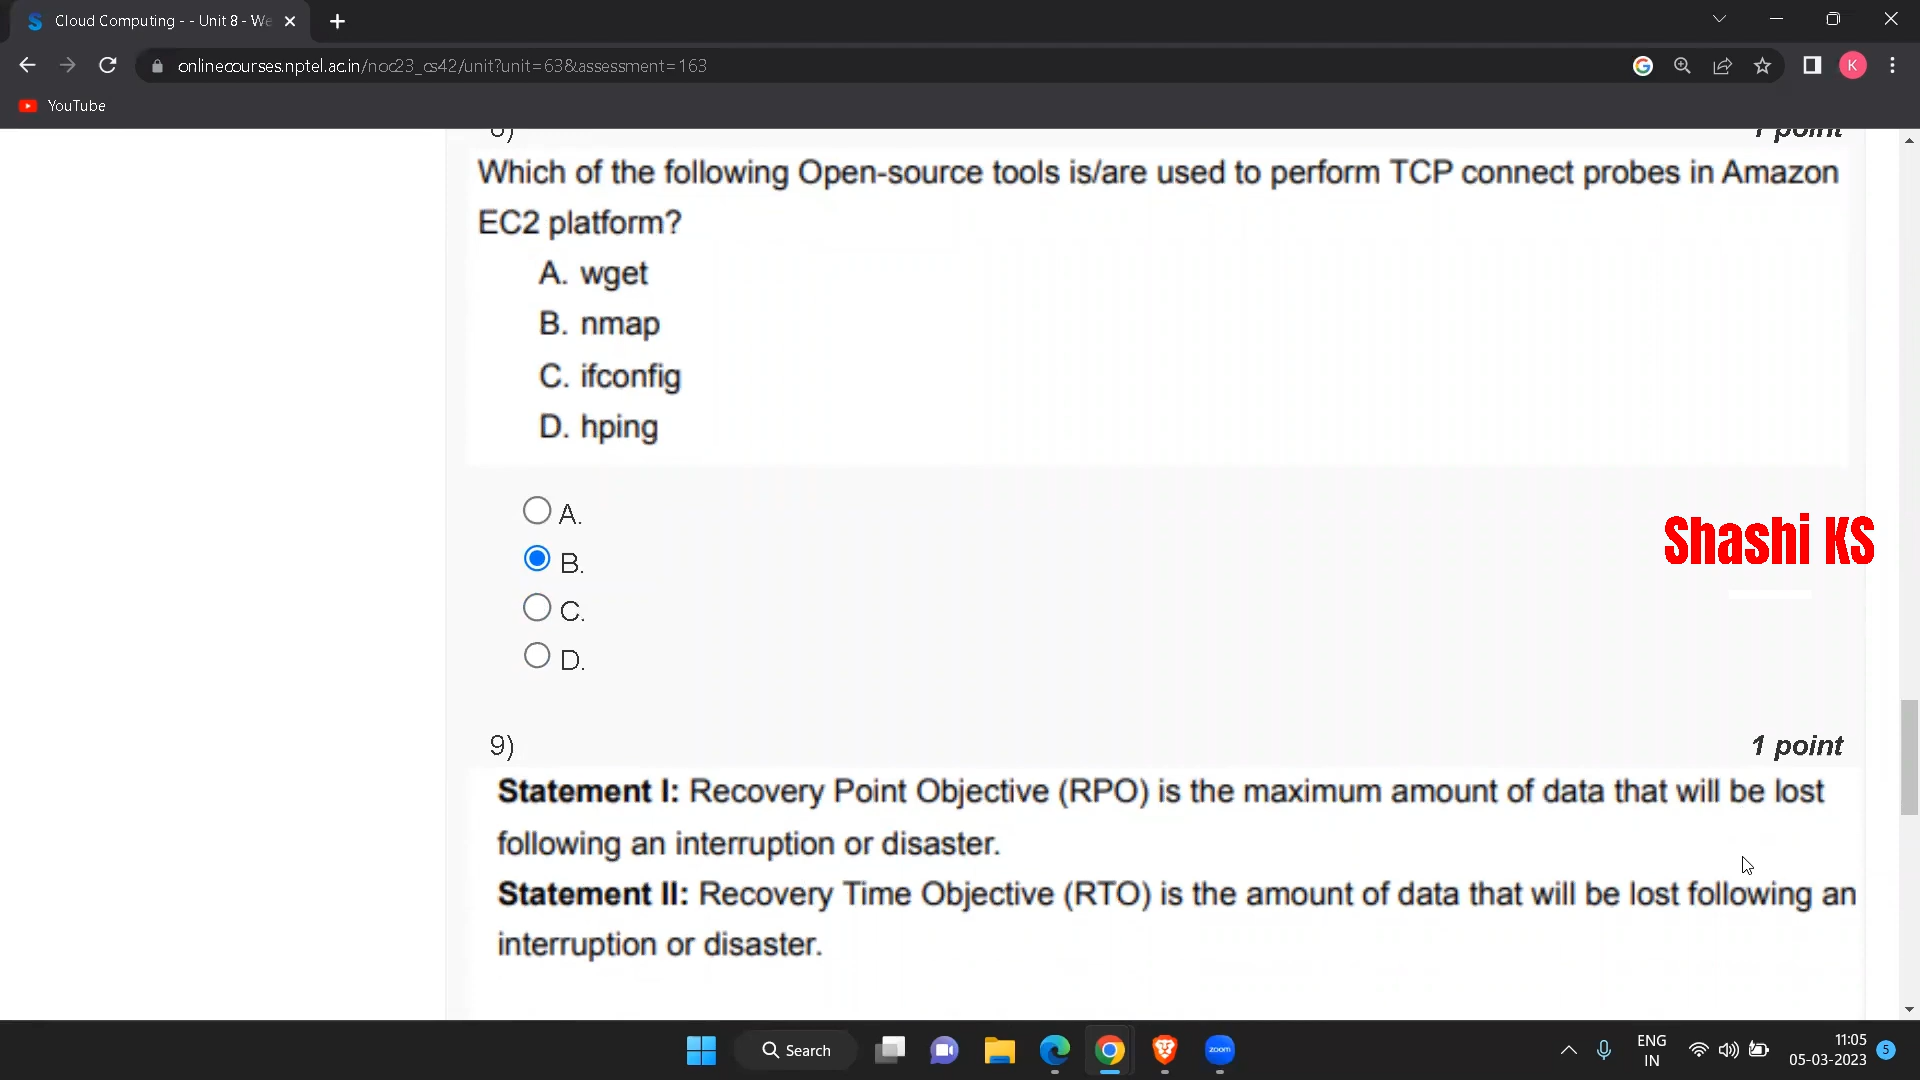 Cloud Computing - - Unit 8 - We
onlinecourses.nptel.ac.in/noc23_cs42/unit?unit=63&assessment=163
K
YouTube
1 point
Which of the following Open-source tools is/are used to perform TCP connect probes in Amazon
EC2 platform?
A. wget
B. nmap
C. ifconfig
D. hping
A.
B.
C.
D.
Shashi KS
9)
1 point
Statement I: Recovery Point Objective (RPO) is the maximum amount of data that will be lost
following an interruption or disaster.
Statement II: Recovery Time Objective (RTO) is the amount of data that will be lost following an
interruption or disaster.
Search
zoom
ENG
IN
11:05
05-03-2023
5